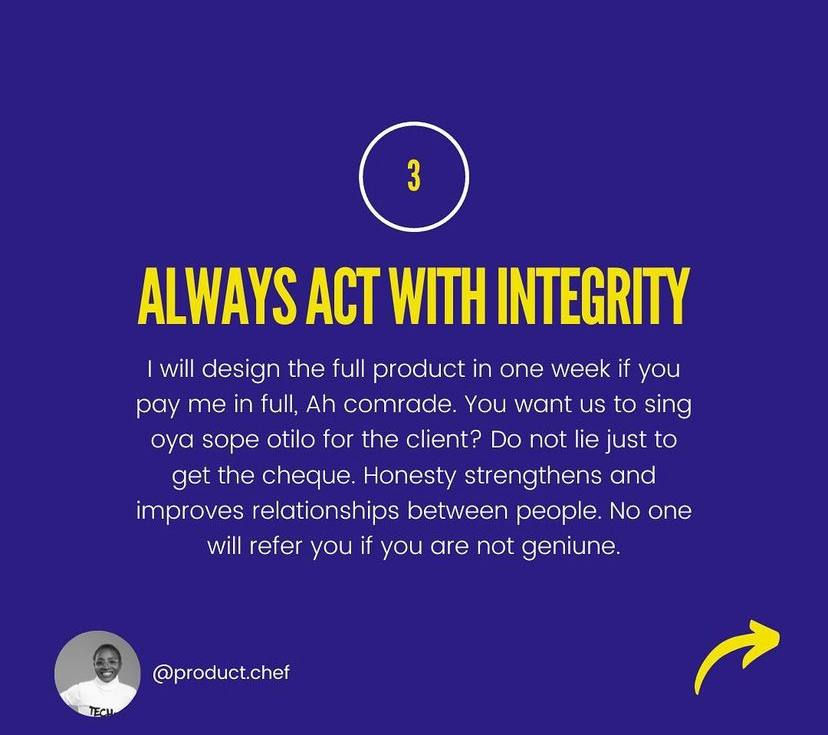 3
ALWAYS ACT WITH INTEGRITY
I will design the full product in one week if you
pay me in full, Ah comrade. You want us to sing
oya sope otilo for the client? Do not lie just to
get the cheque. Honesty strengthens and
improves relationships between people. No one
will refer you if you are not geniune.
@product.chef
TECH